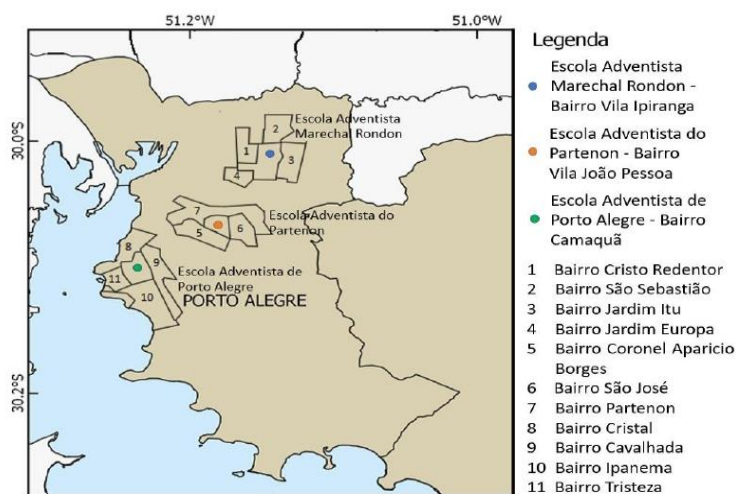 51.2°W
51.0°W
30.0°S
30.2°S
Escola Adventista
Marechal Rondon
2
1
3
4
7
Escola Adventista do
Partenon
5
6
8
9
Escola Adventista de
Porto Alegre
11
10
PORTO ALEGRE
Legenda
Escola Adventista
Marechal Rondon -
Bairro Vila Ipiranga
Escola Adventista do
Partenon - Bairro
Vila João Pessoa
Escola Adventista de
Porto Alegre - Bairro
Camaquã
1 Bairro Cristo Redentor
2 Bairro São Sebastião
3 Bairro Jardim Itu
4 Bairro Jardim Europa
5 Bairro Coronel Aparicio
Borges
6 Bairro São José
7 Bairro Partenon
8 Bairro Cristal
9 Bairro Cavalhada
10 Bairro Ipanema
11 Bairro Tristeza